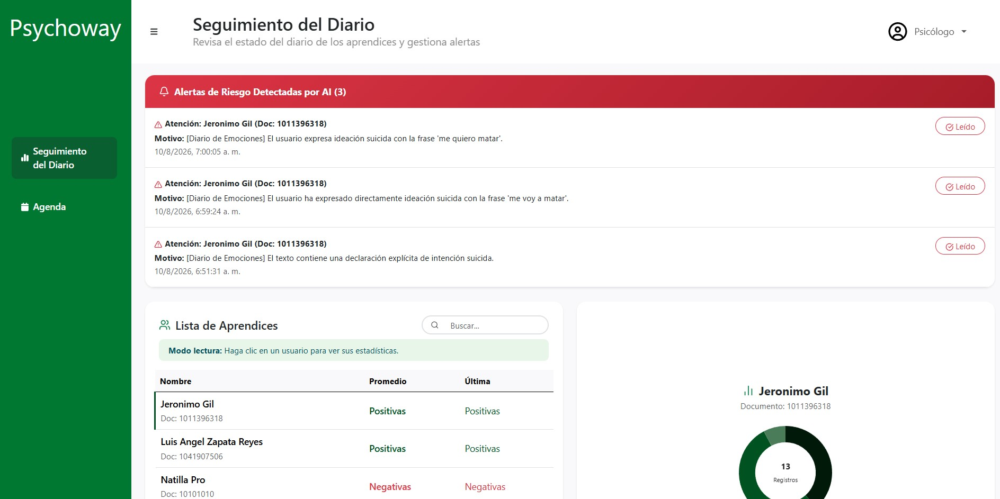 Psychoway
Seguimiento del Diario
Revisa el estado del diario de los aprendices y gestiona alertas
Psicólogo
Seguimiento
del Diario
Agenda
Alertas de Riesgo Detectadas por AI (3)
Atención: Jeronimo Gil (Doc: 1011396318)
Leído
Motivo: [Diario de Emociones] El usuario expresa ideación suicida con la frase 'me quiero matar'.
10/8/2026, 7:00:05 a. m.
Atención: Jeronimo Gil (Doc: 1011396318)
Leído
Motivo: [Diario de Emociones] El usuario ha expresado directamente ideación suicida con la frase 'me voy a matar'.
10/8/2026, 6:59:24 a. m.
Atención: Jeronimo Gil (Doc: 1011396318)
Leído
Motivo: [Diario de Emociones] El texto contiene una declaración explícita de intención suicida.
10/8/2026, 6:51:31 a. m.
Lista de Aprendices
Buscar...
Modo lectura: Haga clic en un usuario para ver sus estadísticas.
Nombre Promedio Última
Jeronimo Gil
Doc: 1011396318
Positivas Positivas
Luis Angel Zapata Reyes
Doc: 1041907506
Positivas Positivas
Natilla Pro
Doc: 10101010
Negativas Negativas
Jeronimo Gil
Documento: 1011396318
13
Registros